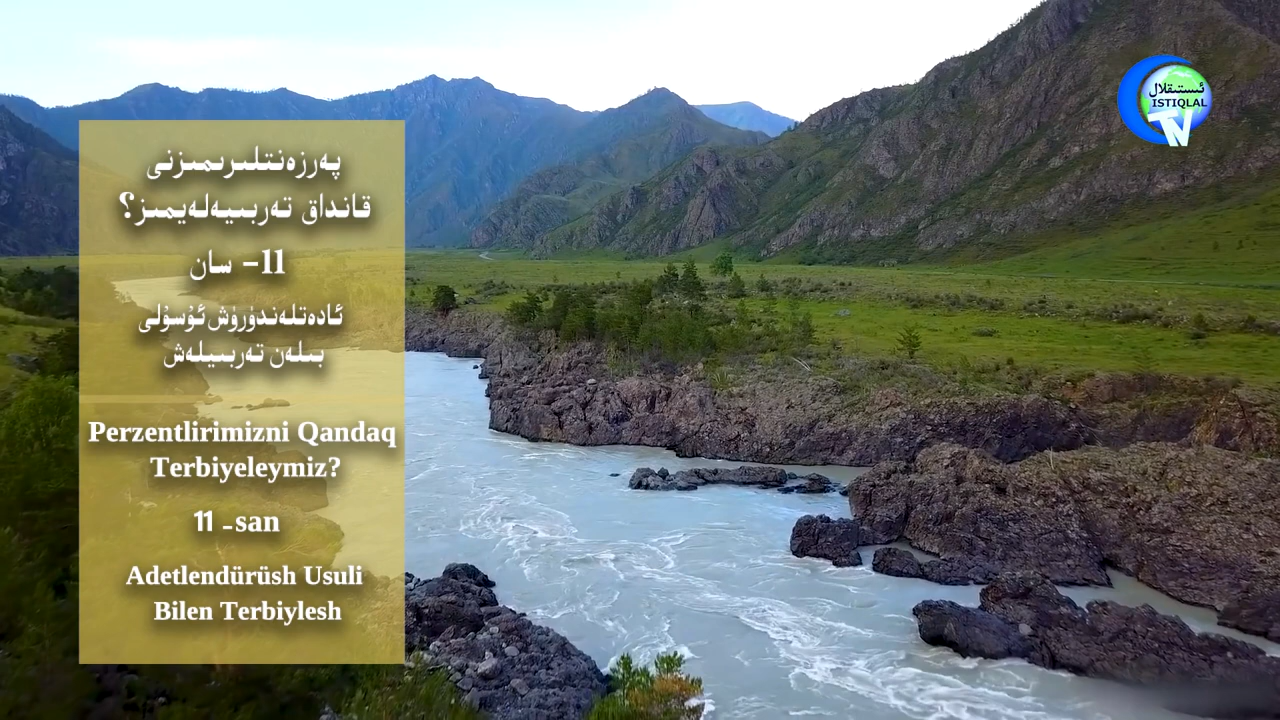 پەرزەنتلىرىمىزنى
قانداق تەربىيەلەيمىز؟
11- سان
ئادەتلەندۈرۈش ئۇسۇلى
بىلەن تەربىيلەش
Perzentlirimizni Qandaq
Terbiyeleymiz?
11 - san
Adetlendürüsh Usuli
Bilen Terbiylesh
ئىستىقلال
ISTIQLAL
TV